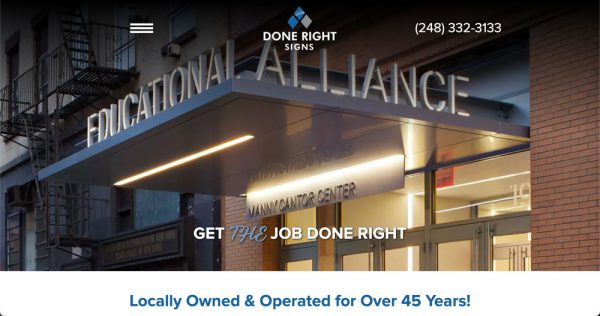 DONE RIGHT
SIGNS
(248) 332-3133
EDUCATIONAL ALLIANCE
MANNY CANTOR CENTER
GET THE JOB DONE RIGHT
Locally Owned & Operated for Over 45 Years!